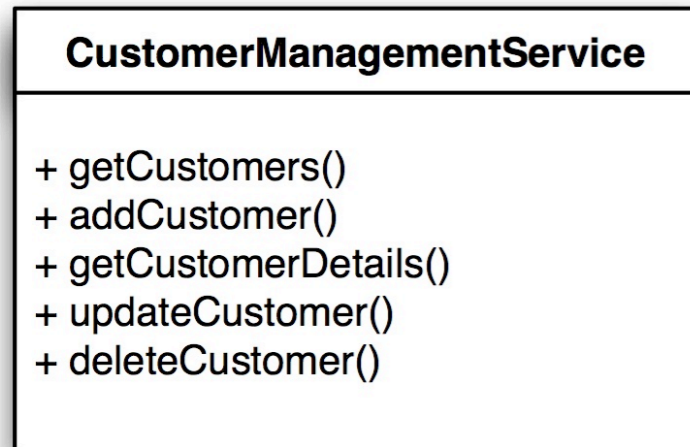 CustomerManagementService
+ getCustomers()
+ addCustomer()
+ getCustomerDetails()
+ updateCustomer()
+ deleteCustomer()